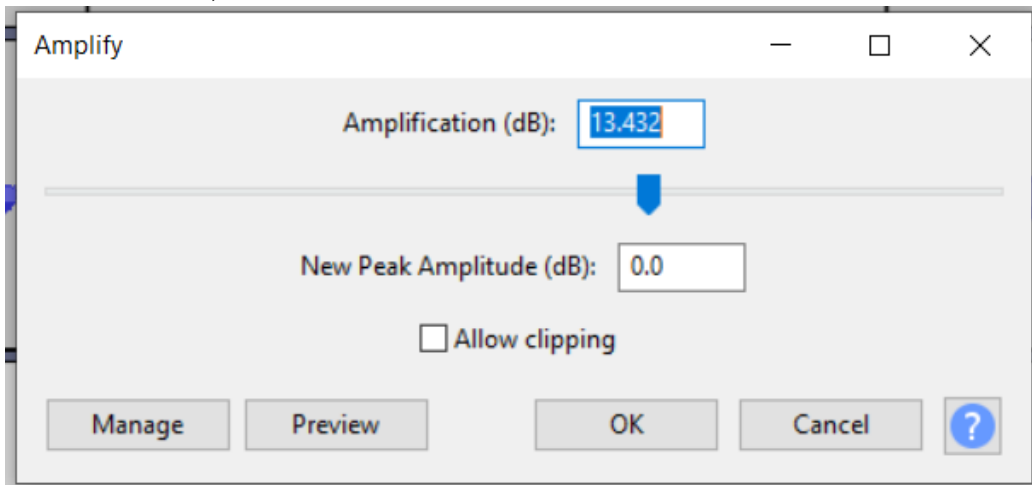 Amplify
Amplification (dB): 13.432
New Peak Amplitude (dB): 0.0
Allow clipping
Manage Preview OK Cancel ?